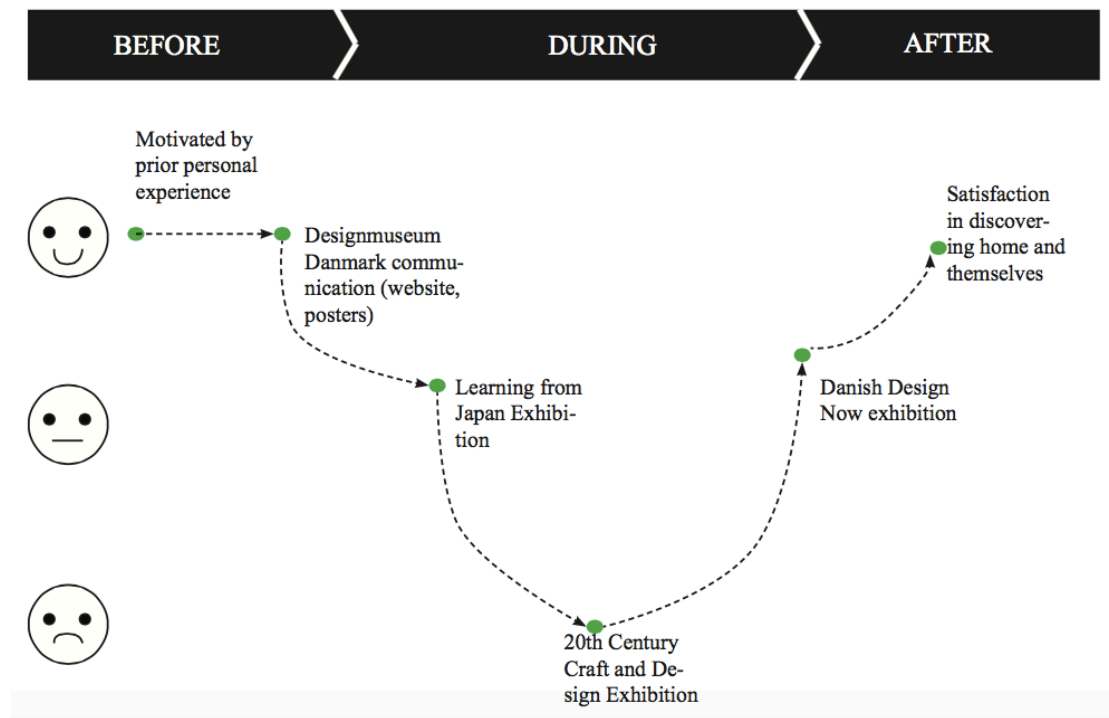 BEFORE
DURING
AFTER
Motivated by
prior personal
experience
Designmuseum
Danmark commu-
nication (website,
posters)
Learning from
Japan Exhibi-
tion
20th Century
Craft and De-
sign Exhibition
Danish Design
Now exhibition
Satisfaction
in discover-
ing home and
themselves